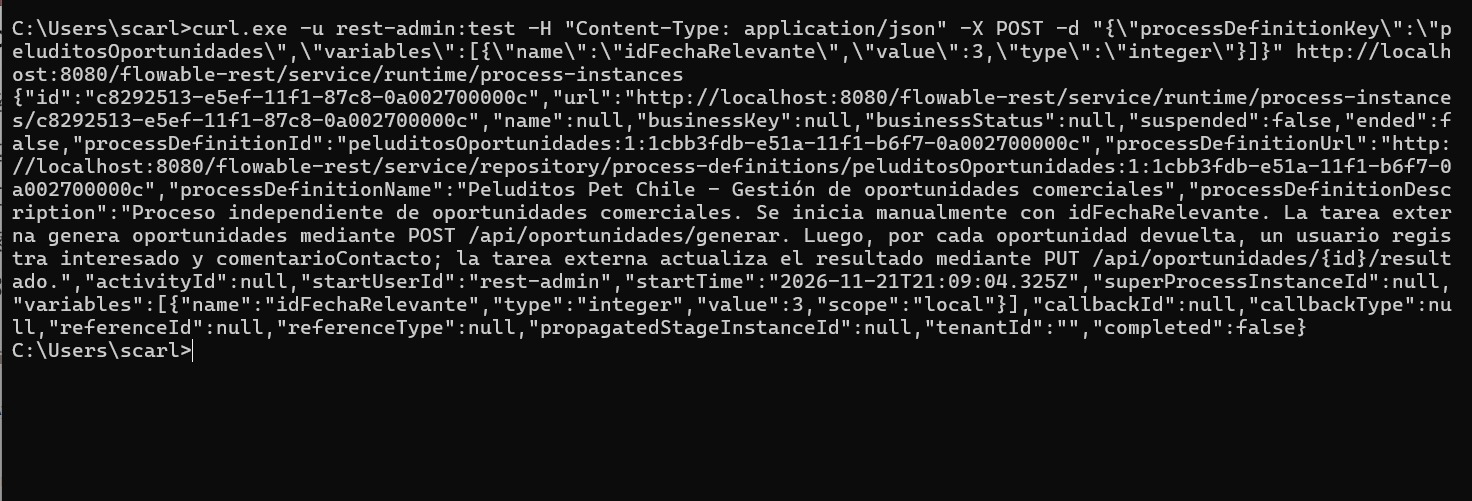 C:\Users\scarl>curl.exe -u rest-admin:test -H "Content-Type: application/json" -X POST -d "{\"processDefinitionKey\":\"p
eluditosOportunidades\",\"variables\":[{\"name\":\"idFechaRelevante\",\"value\":3,\"type\":\"integer\"}]}" http://localh
ost:8080/flowable-rest/service/runtime/process-instances
{"id":"c8292513-e5ef-11f1-87c8-0a002700000c","url":"http://localhost:8080/flowable-rest/service/runtime/process-instance
s/c8292513-e5ef-11f1-87c8-0a002700000c","name":null,"businessKey":null,"businessStatus":null,"suspended":false,"ended":f
alse,"processDefinitionId":"peluditosOportunidades:1:1cbb3fdb-e51a-11f1-b6f7-0a002700000c","processDefinitionUrl":"http:
//localhost:8080/flowable-rest/service/repository/process-definitions/peluditosOportunidades:1:1cbb3fdb-e51a-11f1-b6f7-0
a002700000c","processDefinitionName":"Peluditos Pet Chile - Gestión de oportunidades comerciales","processDefinitionDesc
ription":"Proceso independiente de oportunidades comerciales. Se inicia manualmente con idFechaRelevante. La tarea exter
na genera oportunidades mediante POST /api/oportunidades/generar. Luego, por cada oportunidad devuelta, un usuario regis
tra interesado y comentarioContacto; la tarea externa actualiza el resultado mediante PUT /api/oportunidades/{id}/result
ado.","activityId":null,"startUserId":"rest-admin","startTime":"2026-11-21T21:09:04.325Z","superProcessInstanceId":null,
"variables":[{"name":"idFechaRelevante","type":"integer","value":3,"scope":"local"}],"callbackId":null,"callbackType":nu
ll,"referenceId":null,"referenceType":null,"propagatedStageInstanceId":null,"tenantId":"","completed":false}
C:\Users\scarl>